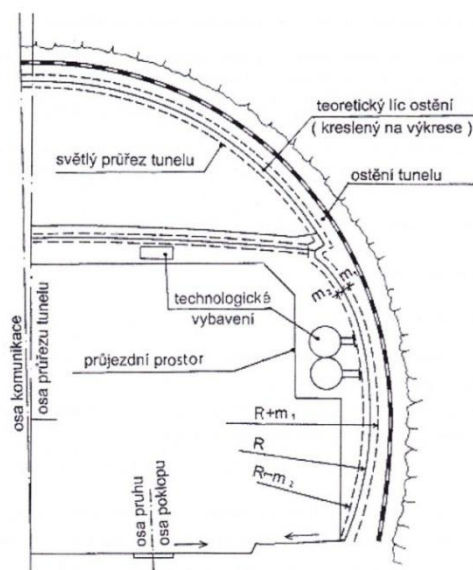 teoretický líc ostění
( kreslený na výkrese )
světlý průřez tunelu
ostění tunelu
m₁
m₂
technologické
vybavení
průjezdní prostor
osa komunikace
osa průřezu tunelu
R+m₁
R
R−m₂
osa pruhu
osa poklopu